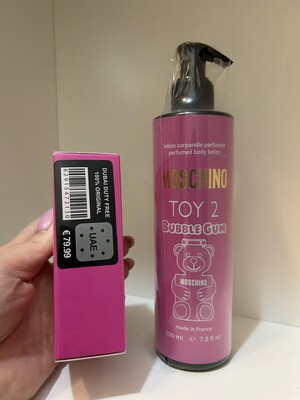 DUBAI DUTY FREE
100% ORIGINAL
UAE
€ 79.99
lotion corporelle parfumée
perfumed body lotion
MOSCHINO
TOY 2
BUBBLE GUM
MOSCHINO
made in France
200 ml e 7.3 fl oz